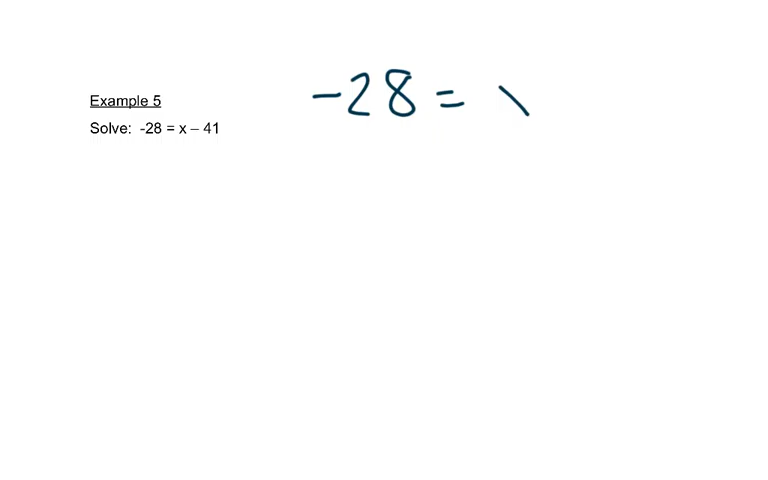 Example 5
Solve: -28 = x – 41
-28 =